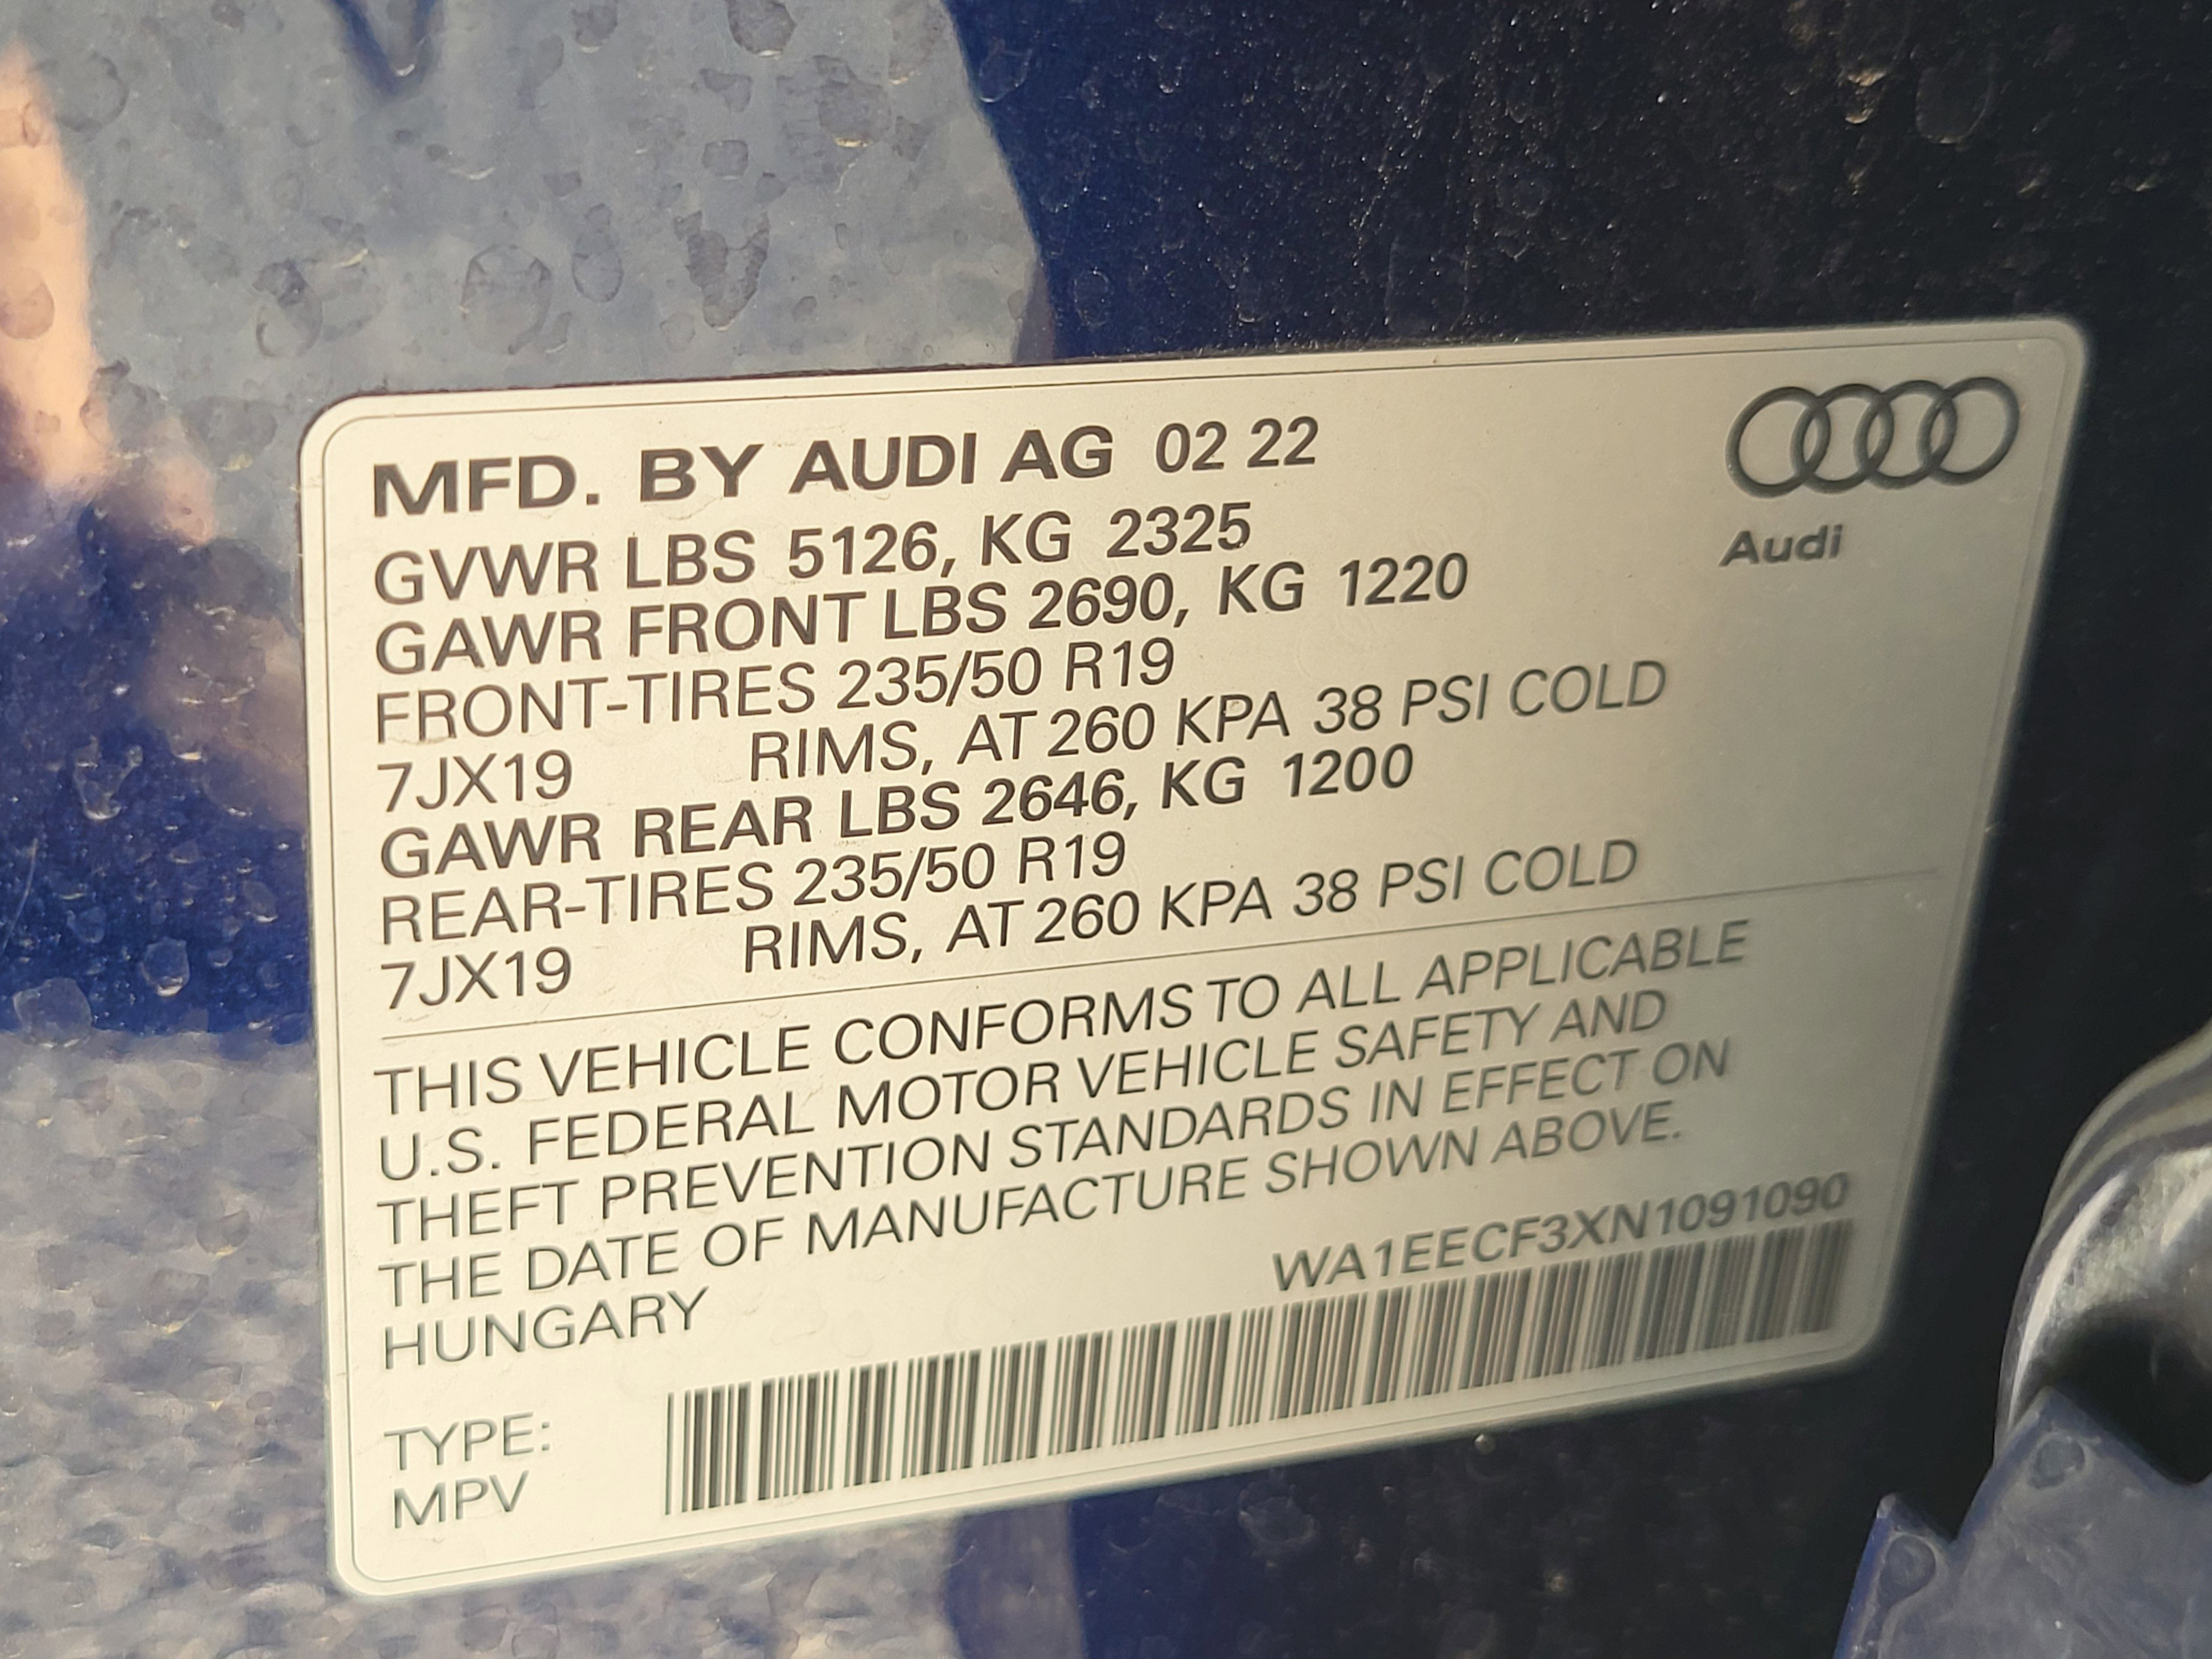 MFD. BY AUDI AG 02 22
Audi
GVWR LBS 5126, KG 2325
GAWR FRONT LBS 2690, KG 1220
FRONT-TIRES 235/50 R19
7JX19 RIMS, AT 260 KPA 38 PSI COLD
GAWR REAR LBS 2646, KG 1200
REAR-TIRES 235/50 R19
7JX19 RIMS, AT 260 KPA 38 PSI COLD
THIS VEHICLE CONFORMS TO ALL APPLICABLE
U.S. FEDERAL MOTOR VEHICLE SAFETY AND
THEFT PREVENTION STANDARDS IN EFFECT ON
THE DATE OF MANUFACTURE SHOWN ABOVE.
HUNGARY
WA1EECF3XN1091090
TYPE:
MPV